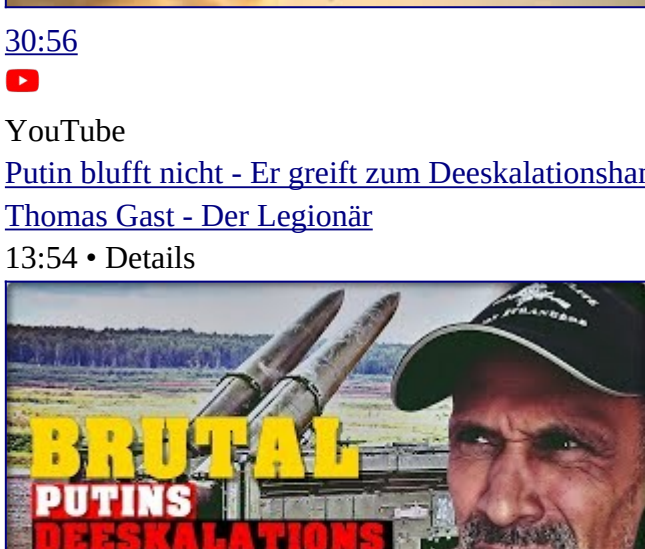 30:56
YouTube
Putin blufft nicht - Er greift zum
Thomas Gast - Der Legionär
13:54 • Details
BRUTAL
PUTINS
DEESKALATIONS